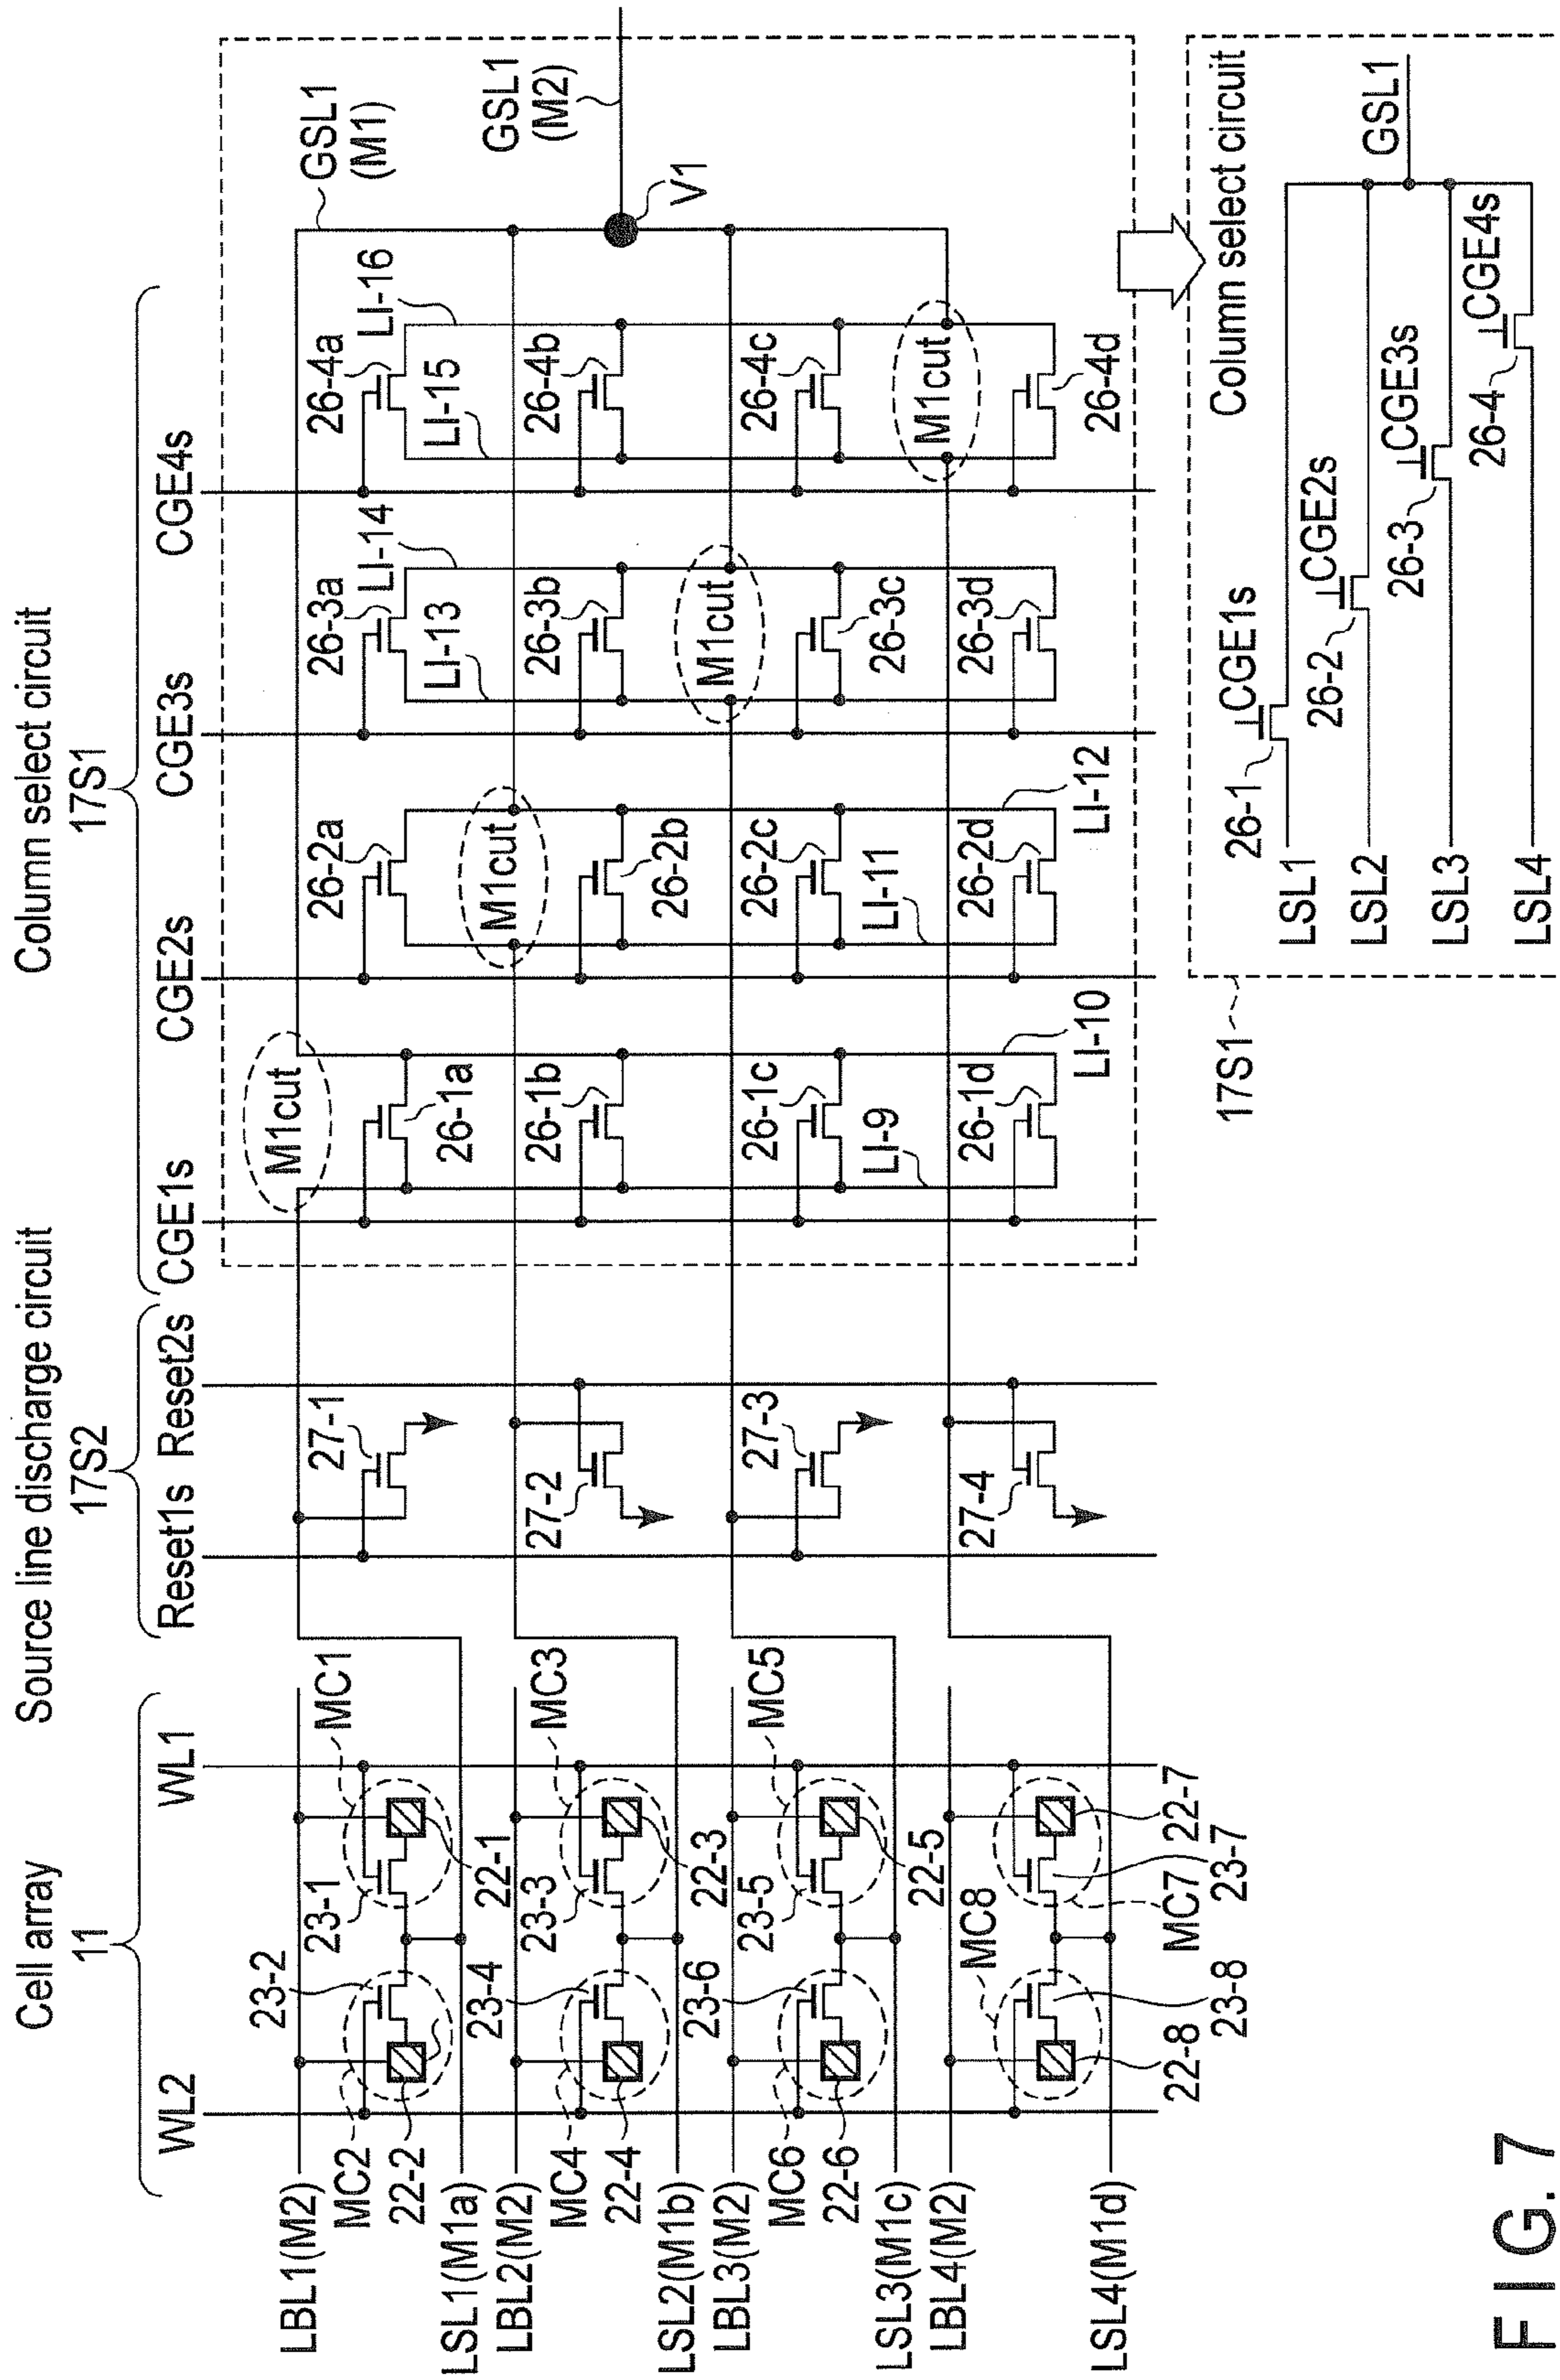 Cell array
11
Source line discharge circuit
17S2
Column select circuit
17S1
WL2
WL1
Reset1s
Reset2s
CGE1s
CGE2s
CGE3s
CGE4s
LBL1(M2)
MC2
22-2
23-2
23-1
22-1
MC1
LSL1(M1a)
LBL2(M2)
MC4
22-4
23-4
23-3
22-3
MC3
LSL2(M1b)
LBL3(M2)
MC6
22-6
23-6
23-5
22-5
MC5
LSL3(M1c)
LBL4(M2)
MC8
22-8
23-8
MC7
23-7
22-7
LSL4(M1d)
27-1
27-2
27-3
27-4
M1cut
26-1a
26-1b
26-1c
LI-9
26-1d
LI-10
26-2a
M1cut
26-2b
26-2c
LI-11
26-2d
LI-12
26-3a
LI-14
LI-13
26-3b
M1cut
26-3c
26-3d
26-4a
LI-16
LI-15
26-4b
26-4c
M1cut
26-4d
GSL1
(M1)
GSL1
(M2)
V1
17S1
Column select circuit
LSL1
26-1
CGE1s
LSL2
26-2
CGE2s
LSL3
26-3
CGE3s
LSL4
26-4
CGE4s
GSL1
FIG. 7